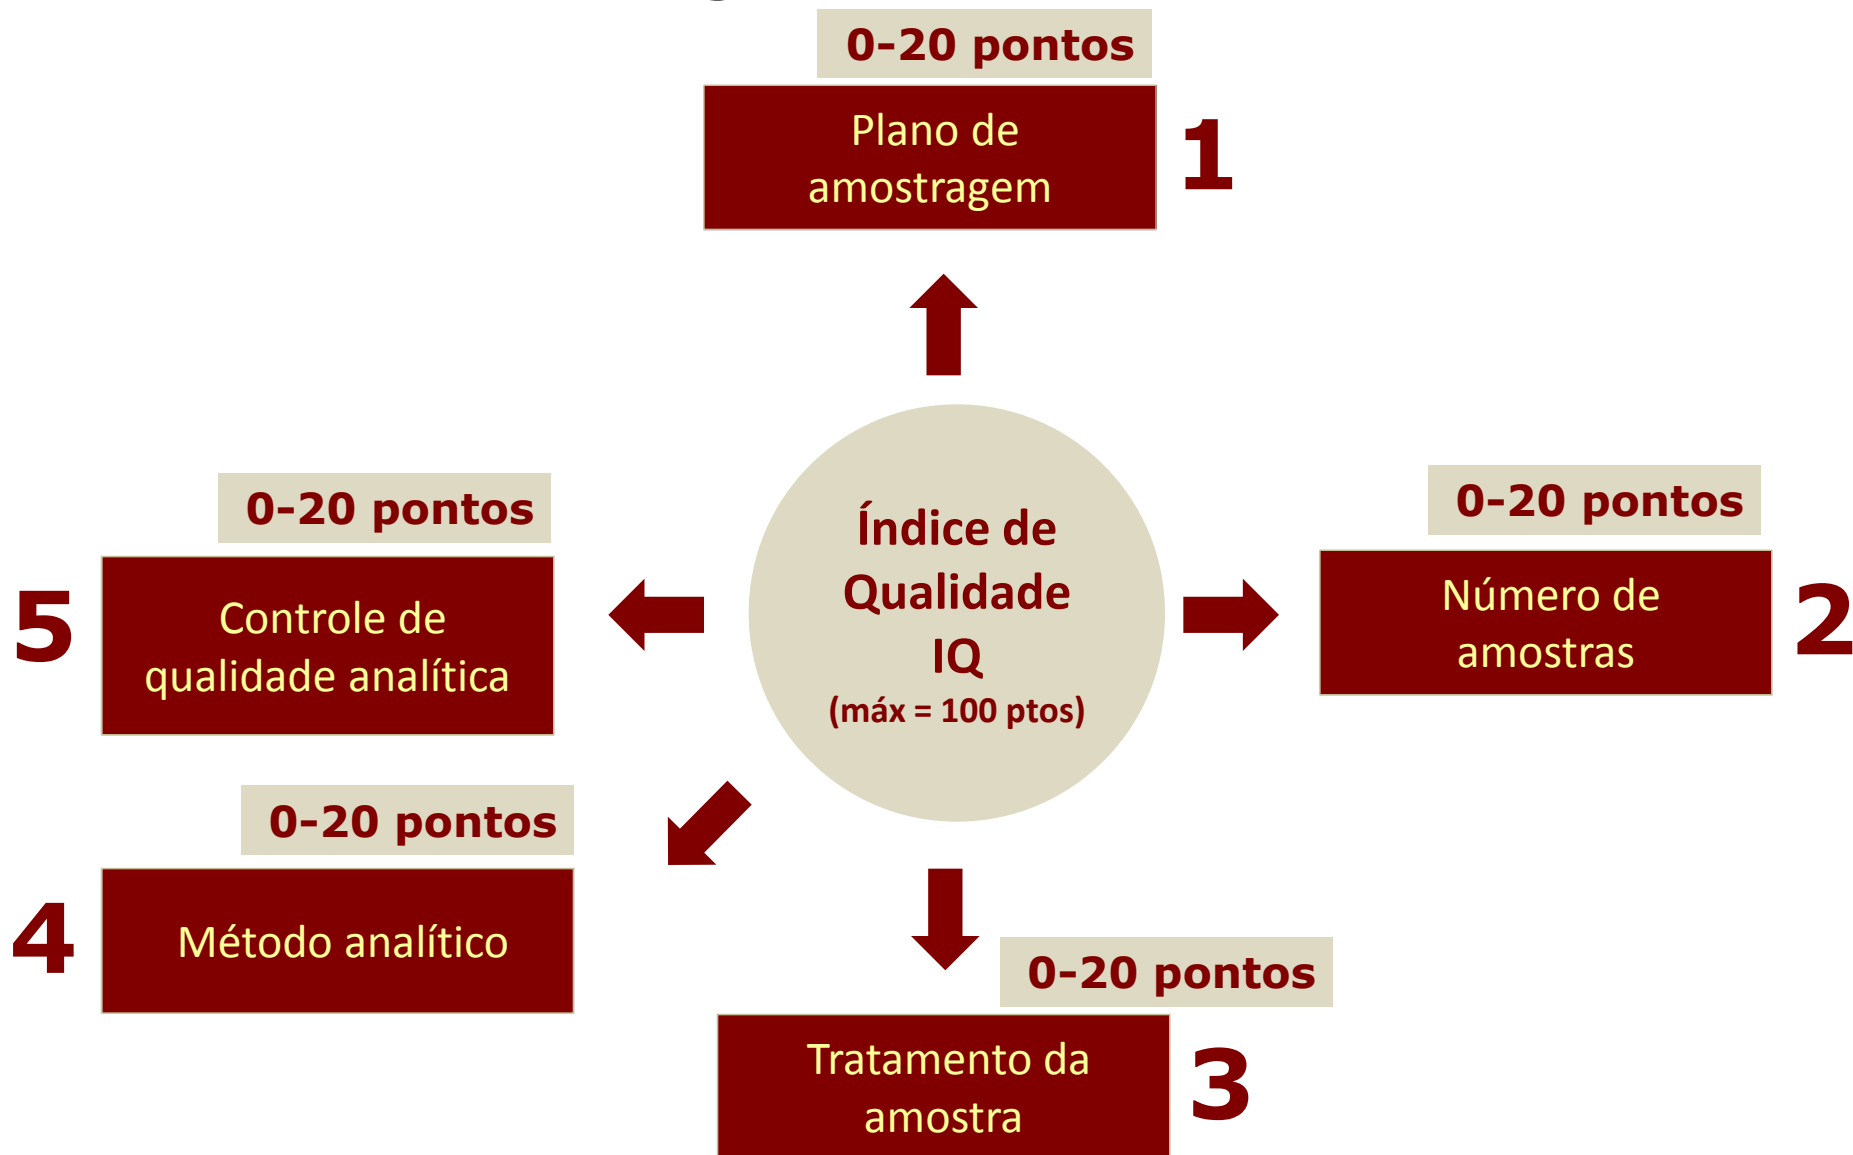 0-20 pontos
Plano de
amostragem
1
Índice de
Qualidade
IQ
(máx = 100 ptos)
0-20 pontos
Número de
amostras
2
0-20 pontos
Tratamento da
amostra
3
0-20 pontos
Método analítico
4
0-20 pontos
Controle de
qualidade analítica
5